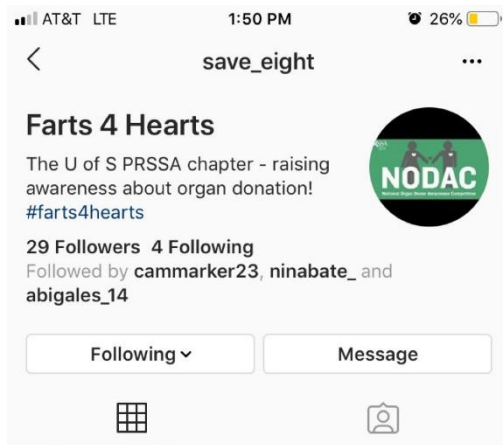 AT&T LTE 1:50 PM 26%
save_eight
Farts 4 Hearts
The U of S PRSSA chapter - raising
awareness about organ donation!
#farts4hearts
NODAC
National Organ Donor Awareness Competition
29 Followers 4 Following
Followed by cammarker23, ninabate_ and
abigales_14
Following Message